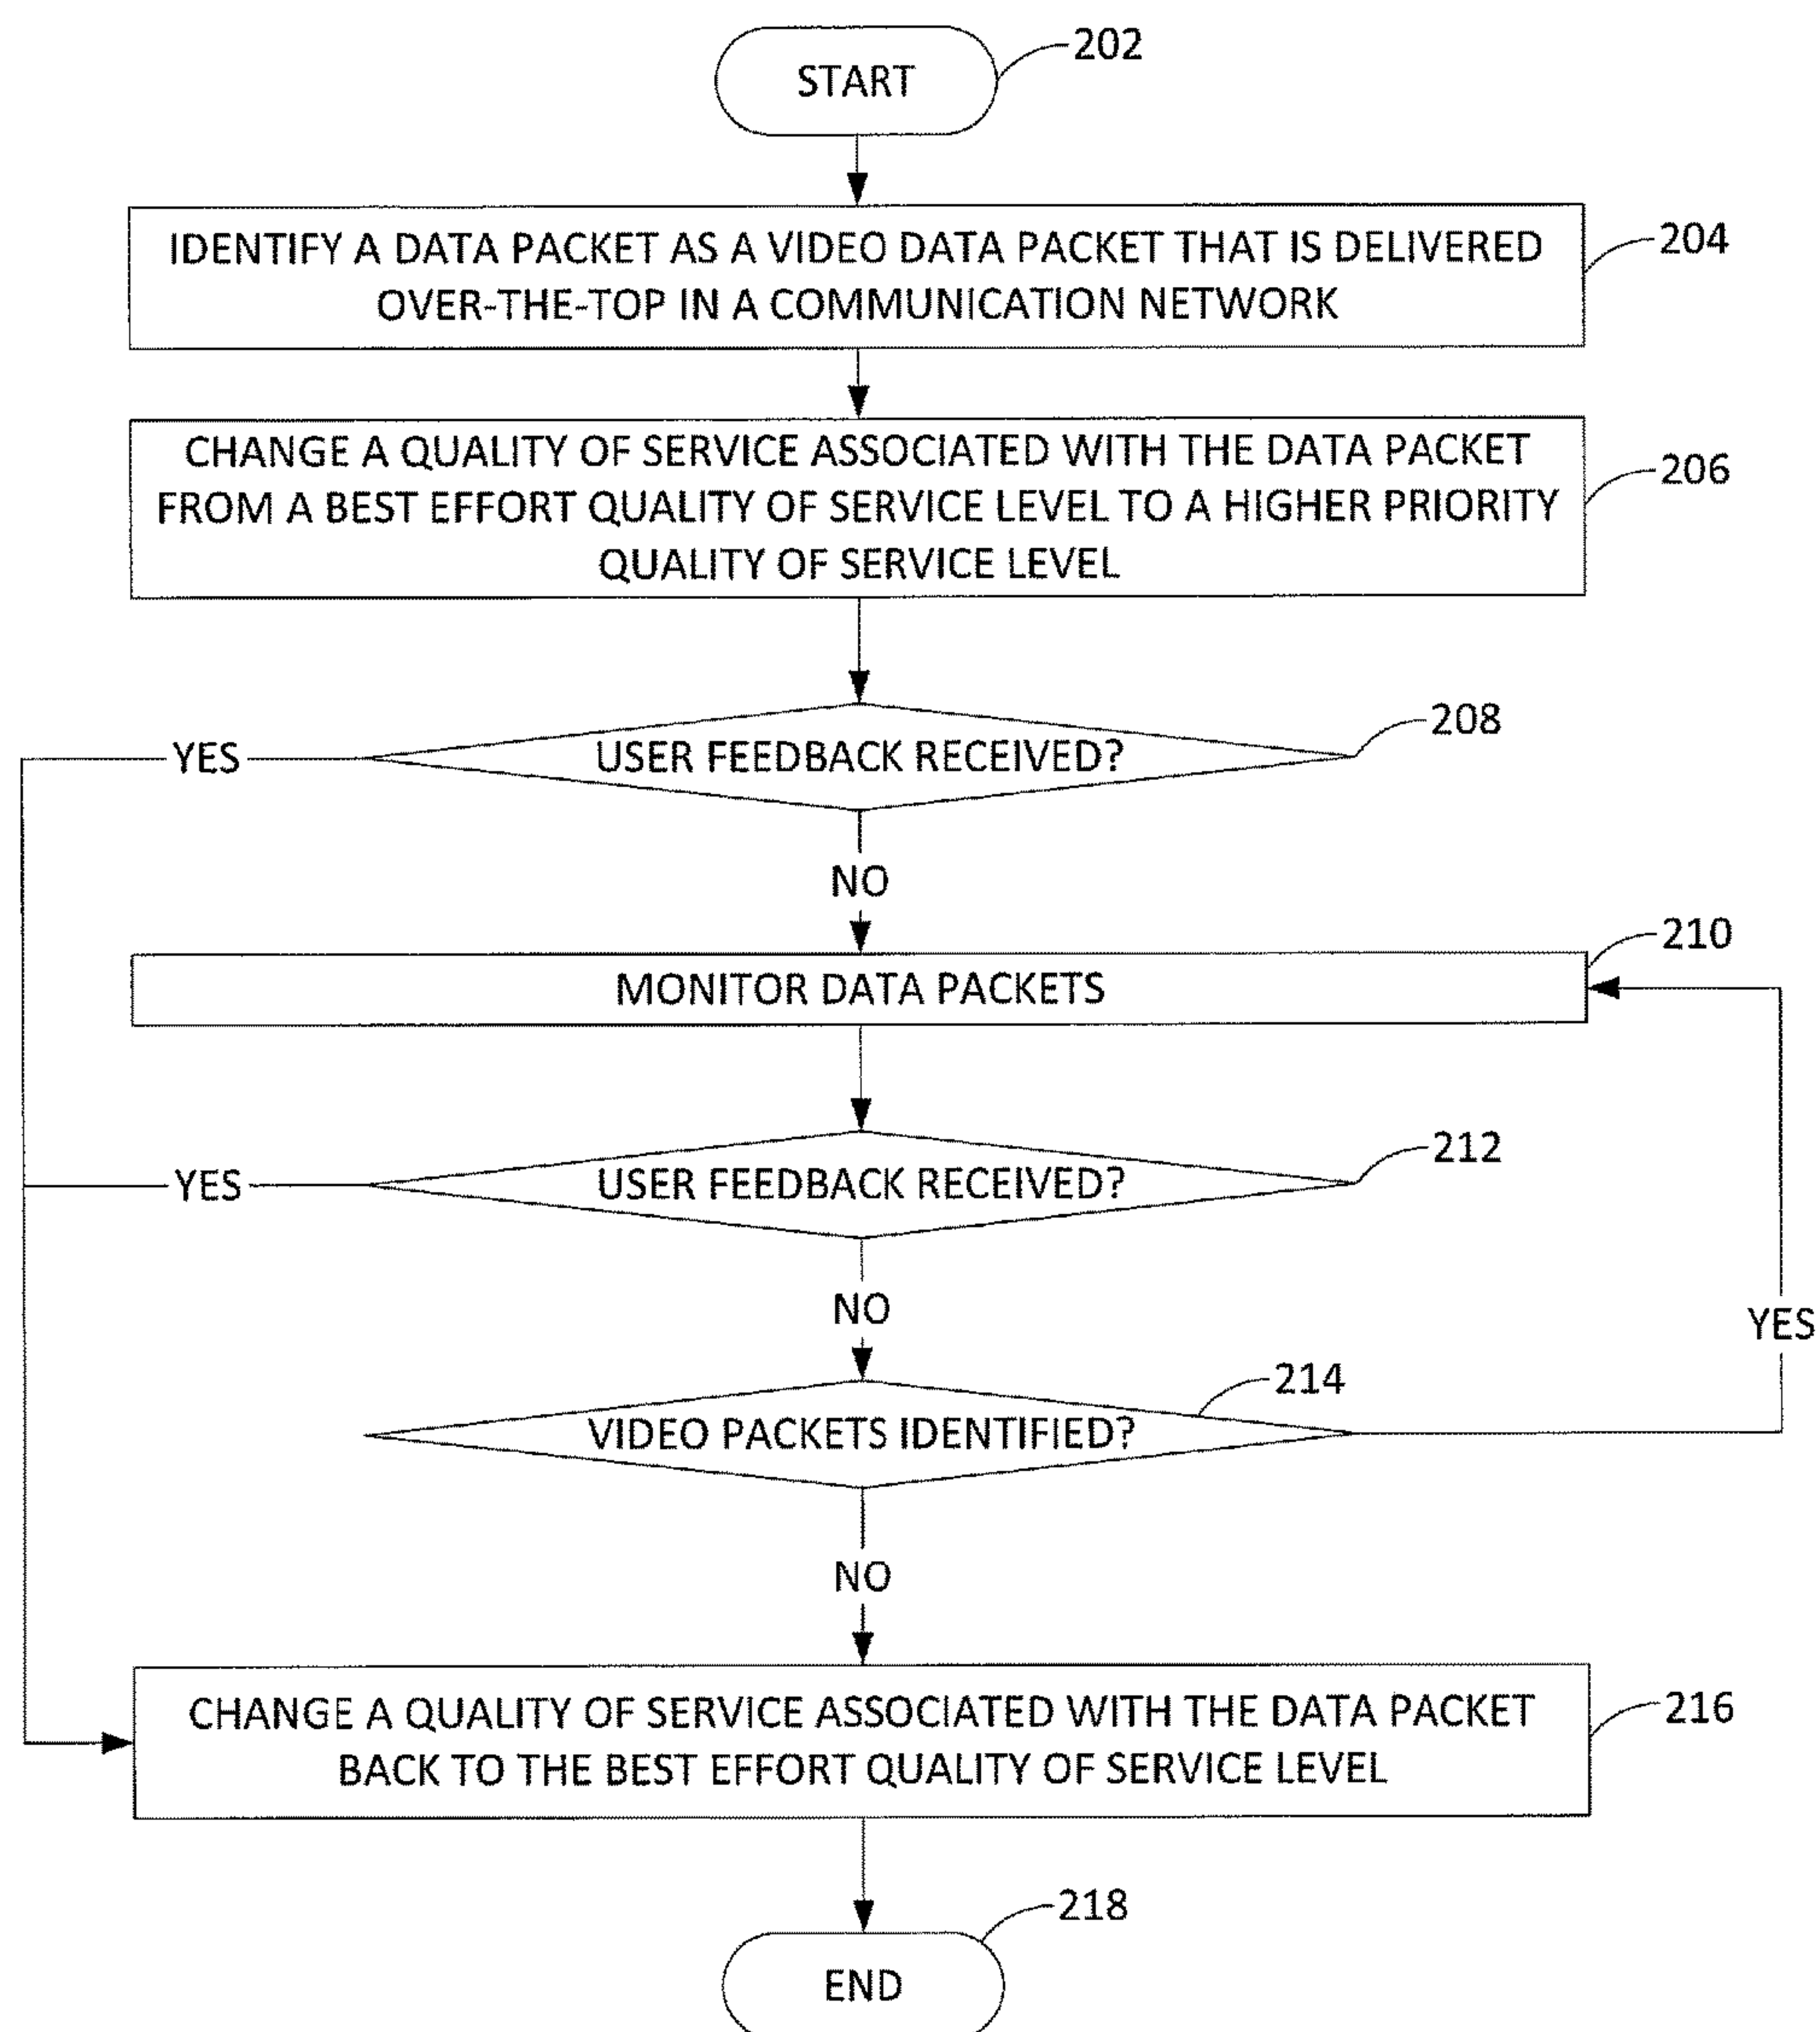 START
202
IDENTIFY A DATA PACKET AS A VIDEO DATA PACKET THAT IS DELIVERED
OVER-THE-TOP IN A COMMUNICATION NETWORK
204
CHANGE A QUALITY OF SERVICE ASSOCIATED WITH THE DATA PACKET
FROM A BEST EFFORT QUALITY OF SERVICE LEVEL TO A HIGHER PRIORITY
QUALITY OF SERVICE LEVEL
206
USER FEEDBACK RECEIVED?
208
YES
NO
MONITOR DATA PACKETS
210
USER FEEDBACK RECEIVED?
212
YES
NO
VIDEO PACKETS IDENTIFIED?
214
YES
NO
CHANGE A QUALITY OF SERVICE ASSOCIATED WITH THE DATA PACKET
BACK TO THE BEST EFFORT QUALITY OF SERVICE LEVEL
216
END
218